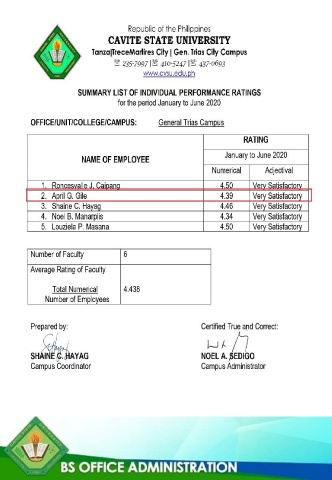 Republic of the Philippines
CAVITE STATE UNIVERSITY
Tanza|TreceMartires City | Gen. Trias City Campus
☏ 235-7997 |☏ 410-5247 |☏ 437-0693
www.cvsu.edu.ph
SUMMARY LIST OF INDIVIDUAL PERFORMANCE RATINGS
for the period January to June 2020
OFFICE/UNIT/COLLEGE/CAMPUS: General Trias Campus
NAME OF EMPLOYEE RATING
January to June 2020
Numerical Adjectival
1. Roncesvalle J. Caipang 4.50 Very Satisfactory
2. April G. Gile 4.39 Very Satisfactory
3. Shaine C. Hayag 4.46 Very Satisfactory
4. Noel B. Manarpiis 4.34 Very Satisfactory
5. Louziela P. Masana 4.50 Very Satisfactory
Number of Faculty 6
Average Rating of Faculty
Total Numerical 4.438
Number of Employees
Prepared by: Certified True and Correct:
SHAINE C. HAYAG NOEL A. SEDIGO
Campus Coordinator Campus Administrator
BS OFFICE ADMINISTRATION